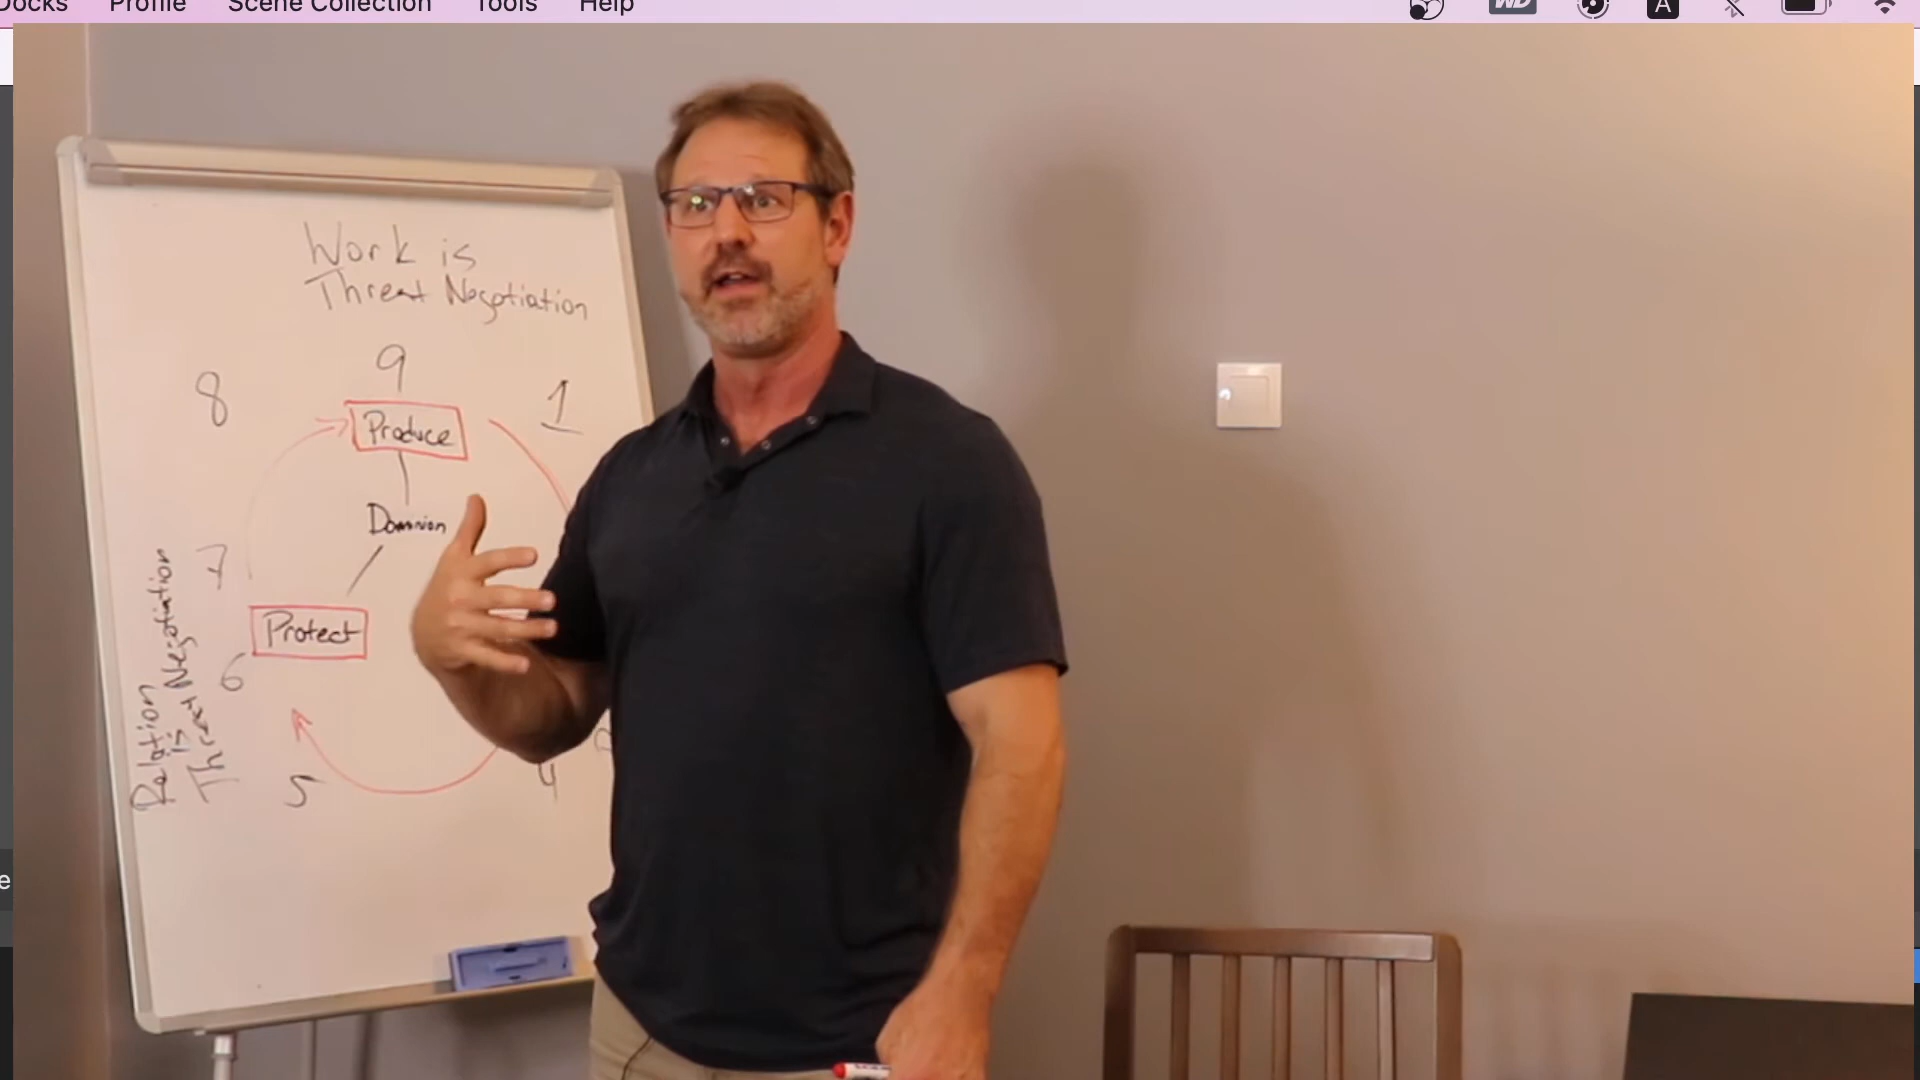 Docks Profile Scene Collection Tools Help
WD
A
Work is
Threat Negotiation
9
8
1
Produce
Dominion
7
Protect
6
5
4
Relation
is
Threat Negotiation
e